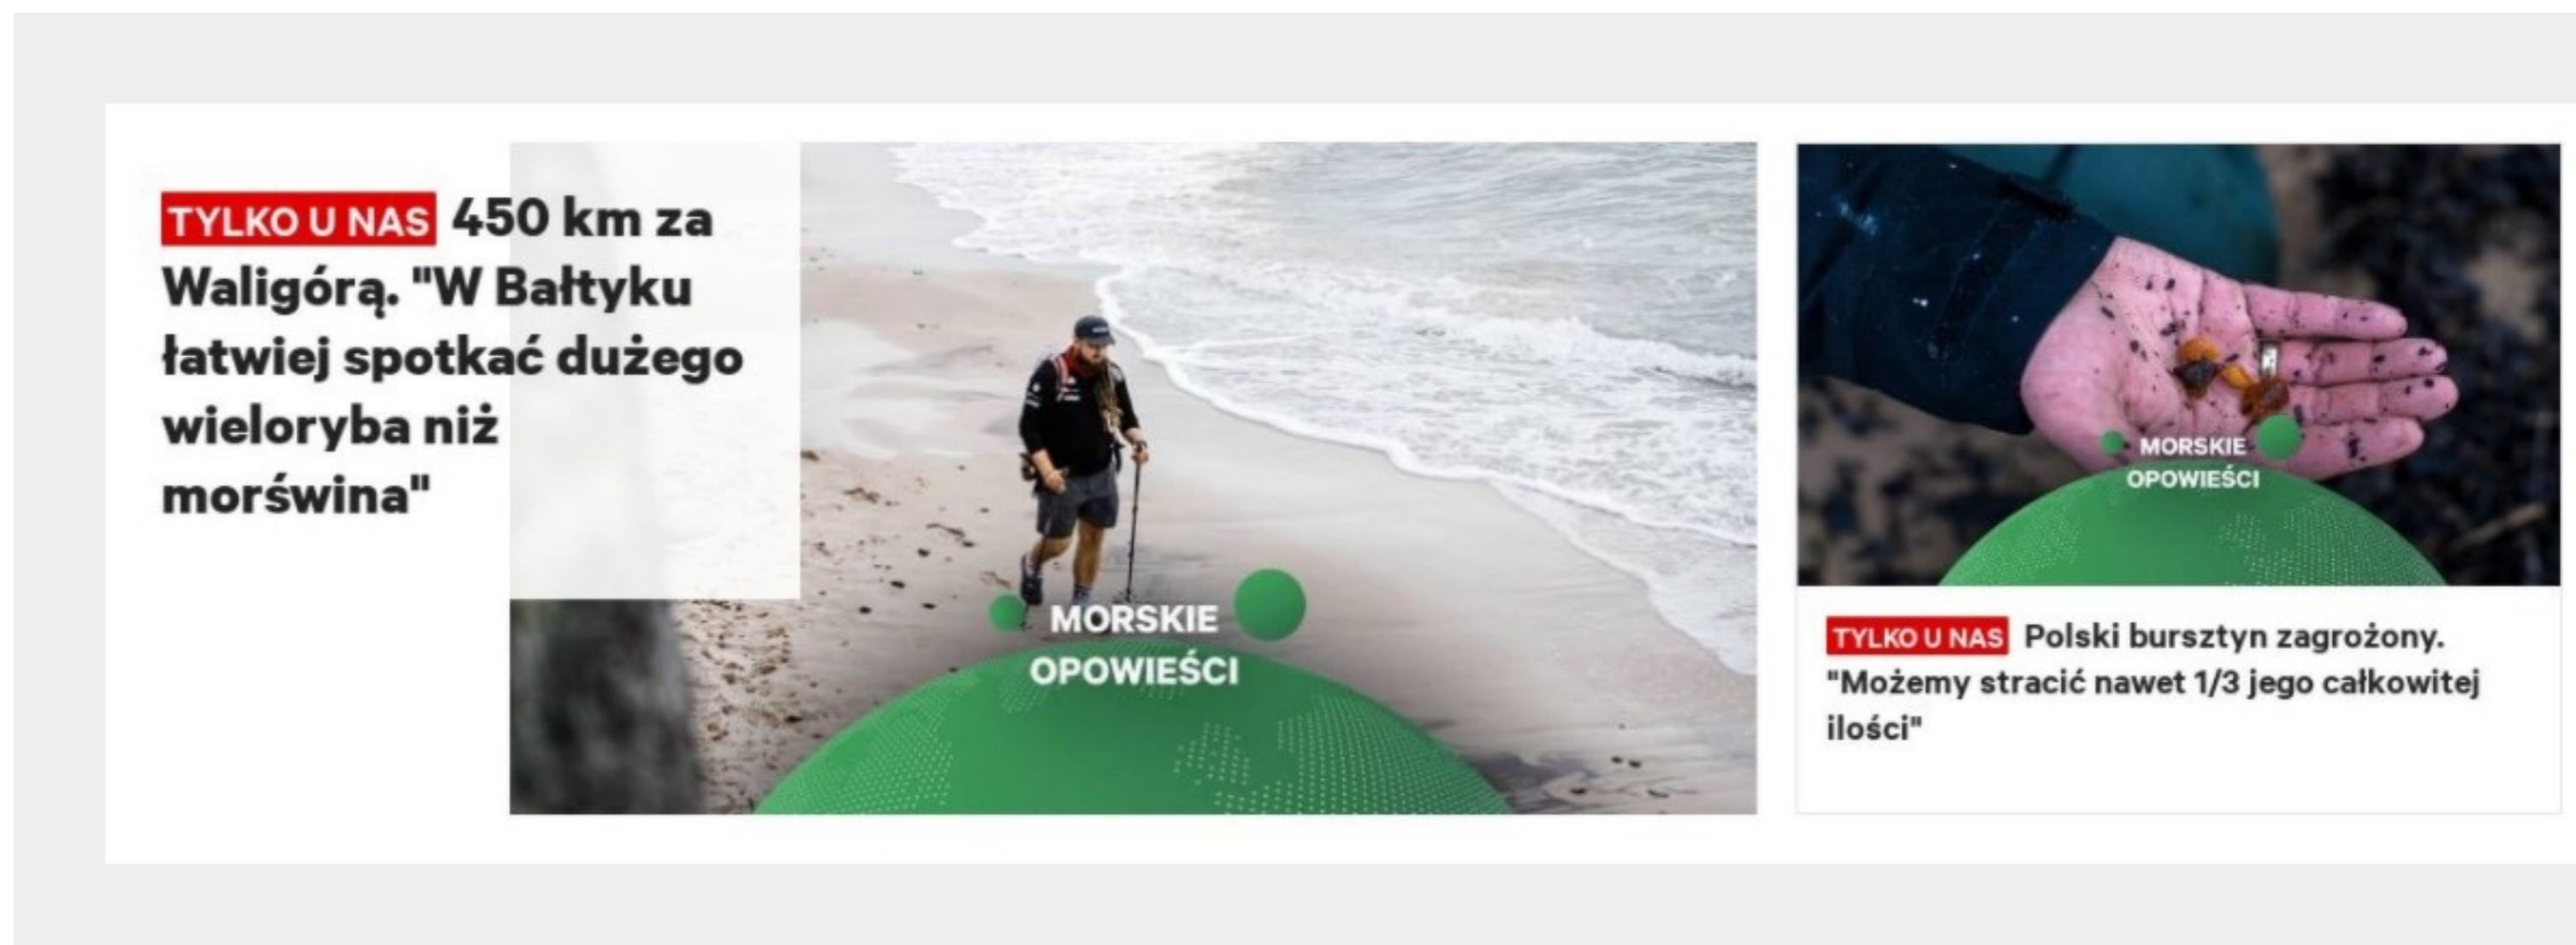 TYLKO U NAS 450 km za
Waligórą. "W Bałtyku
łatwiej spotkać dużego
wieloryba niż
morświna"
MORSKIE
OPOWIEŚCI
MORSKIE
OPOWIEŚCI
TYLKO U NAS Polski bursztyn zagrożony.
"Możemy stracić nawet 1/3 jego całkowitej
ilości"